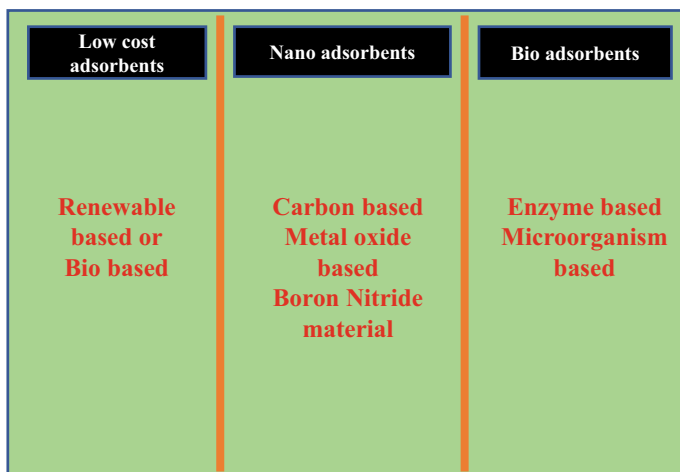 Low cost
adsorbents
Renewable
based or
Bio based
Nano adsorbents
Carbon based
Metal oxide
based
Boron Nitride
material
Bio adsorbents
Enzyme based
Microorganism
based